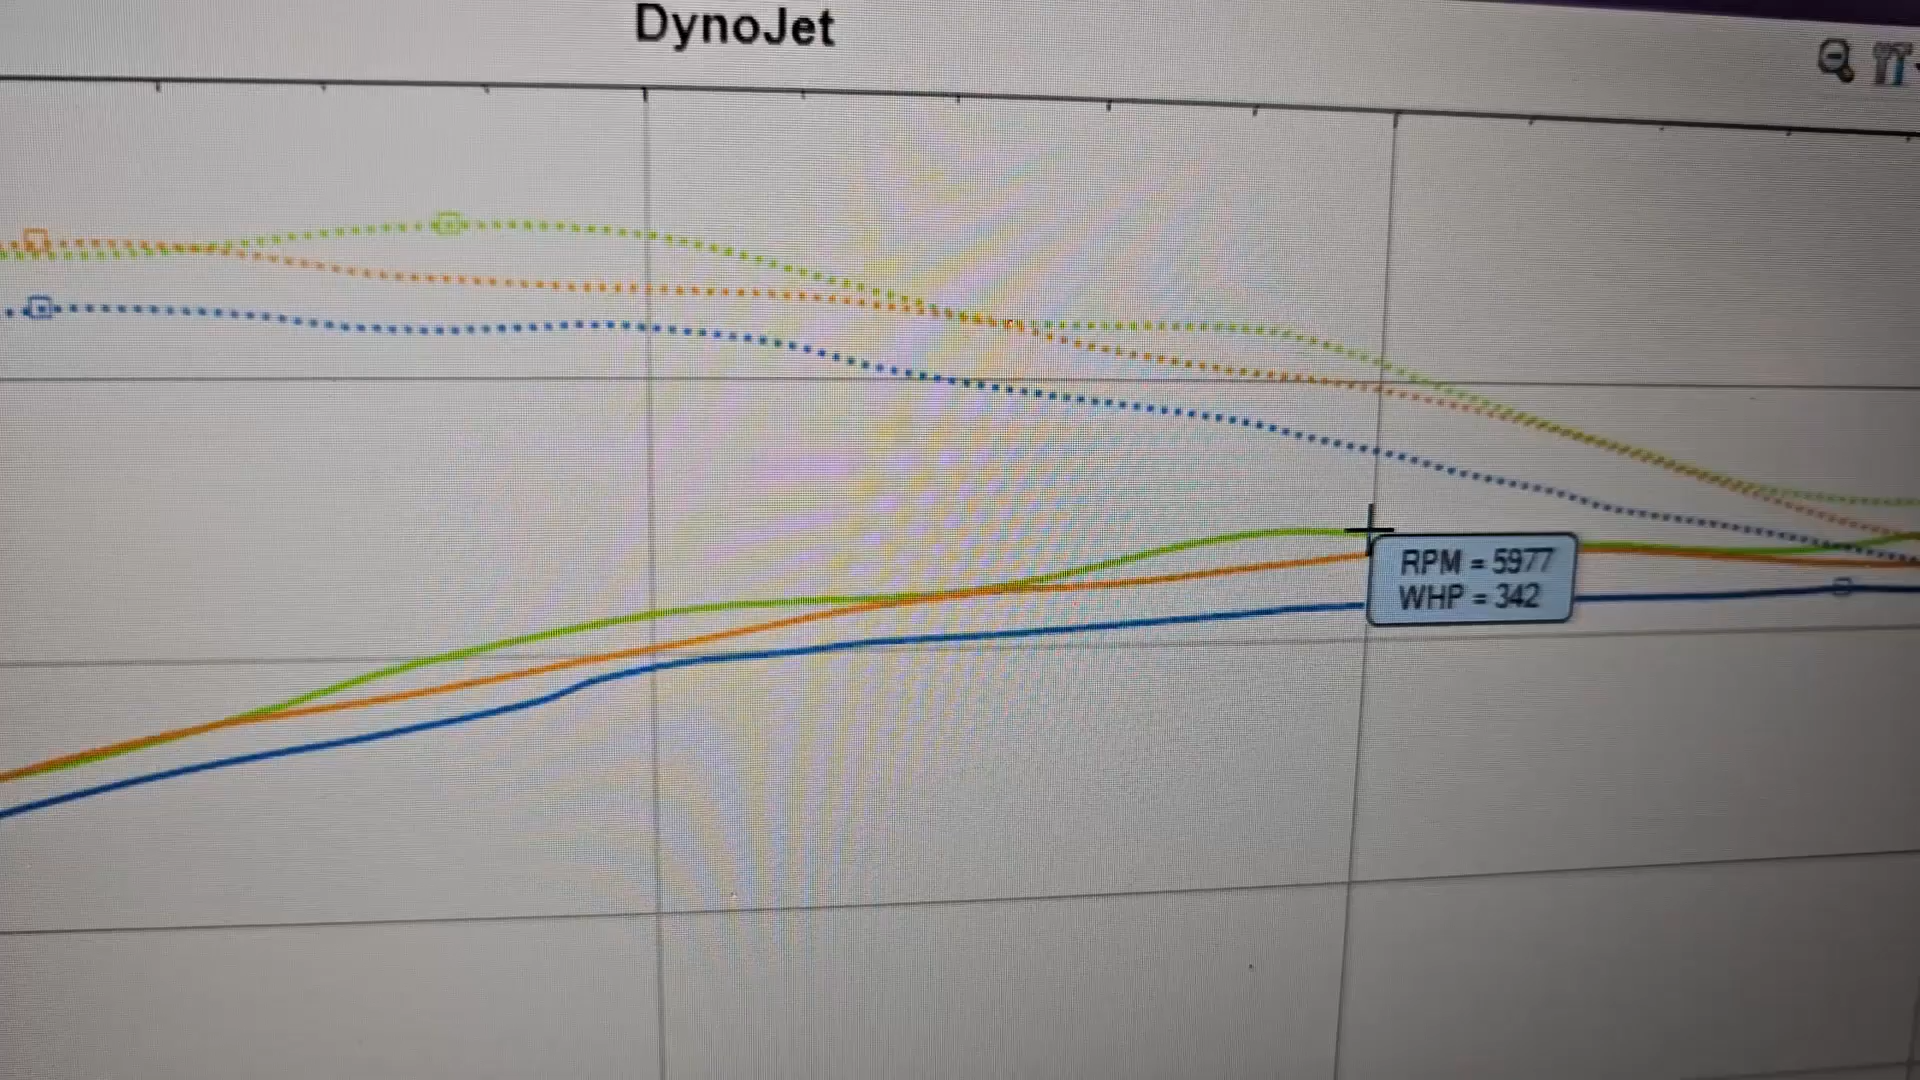 DynoJet
RPM = 5977
WHP = 342